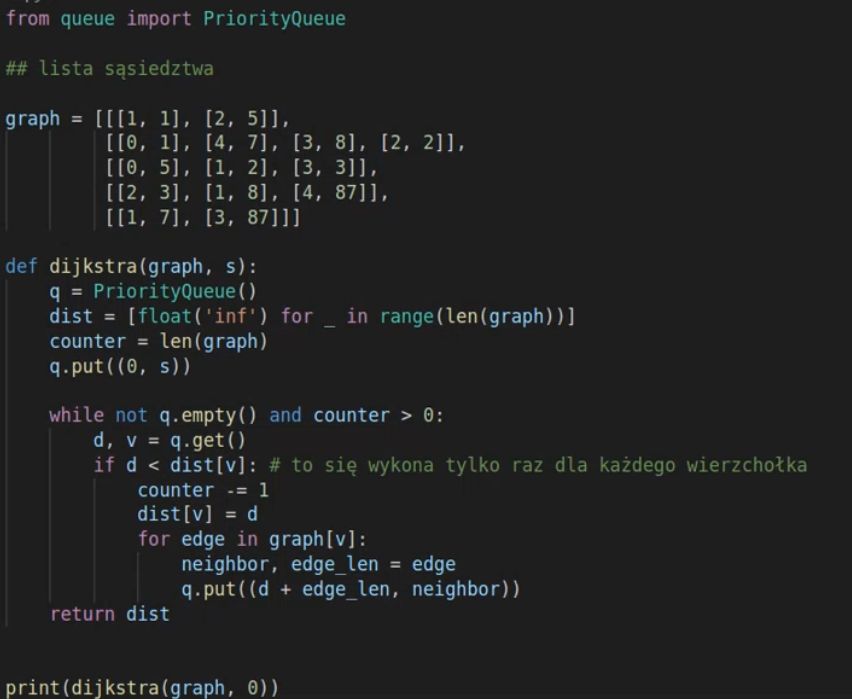 from queue import PriorityQueue
## lista sąsiedztwa
graph = [[[1, 1], [2, 5]],
         [[0, 1], [4, 7], [3, 8], [2, 2]],
         [[0, 5], [1, 2], [3, 3]],
         [[2, 3], [1, 8], [4, 87]],
         [[1, 7], [3, 87]]]
def dijkstra(graph, s):
    q = PriorityQueue()
    dist = [float('inf') for _ in range(len(graph))]
    counter = len(graph)
    q.put((0, s))
    while not q.empty() and counter > 0:
        d, v = q.get()
        if d < dist[v]: # to się wykona tylko raz dla każdego wierzchołka
            counter -= 1
            dist[v] = d
            for edge in graph[v]:
                neighbor, edge_len = edge
                q.put((d + edge_len, neighbor))
    return dist
print(dijkstra(graph, 0))